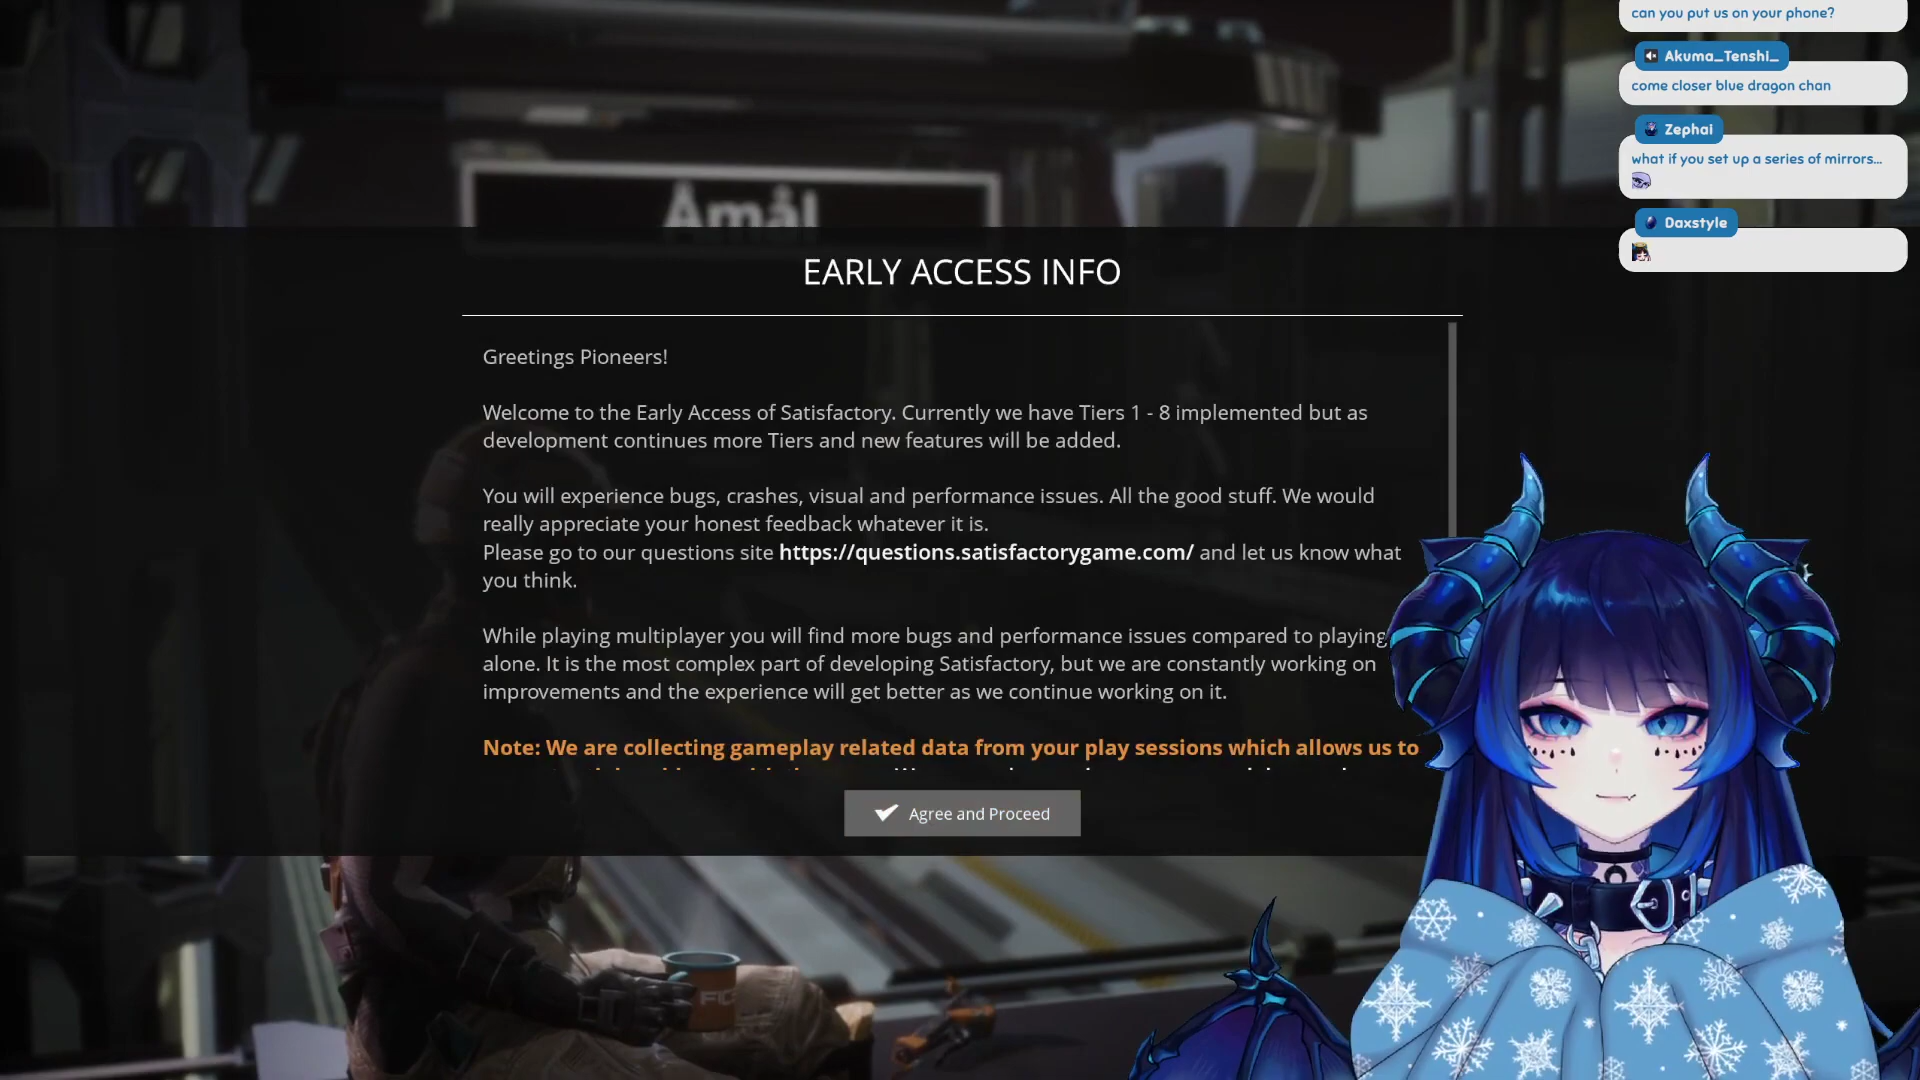 can you put us on your phone?
Akuma_Tenshi_
come closer blue dragon chan
Zephai
what if you set up a series of mirrors...
Daxstyle
Åmål
EARLY ACCESS INFO
Greetings Pioneers!
Welcome to the Early Access of Satisfactory. Currently we have Tiers 1 - 8 implemented but as
development continues more Tiers and new features will be added.
You will experience bugs, crashes, visual and performance issues. All the good stuff. We would
really appreciate your honest feedback whatever it is.
Please go to our questions site https://questions.satisfactorygame.com/ and let us know what
you think.
While playing multiplayer you will find more bugs and performance issues compared to playing
alone. It is the most complex part of developing Satisfactory, but we are constantly working on
improvements and the experience will get better as we continue working on it.
Note: We are collecting gameplay related data from your play sessions which allows us to
Agree and Proceed